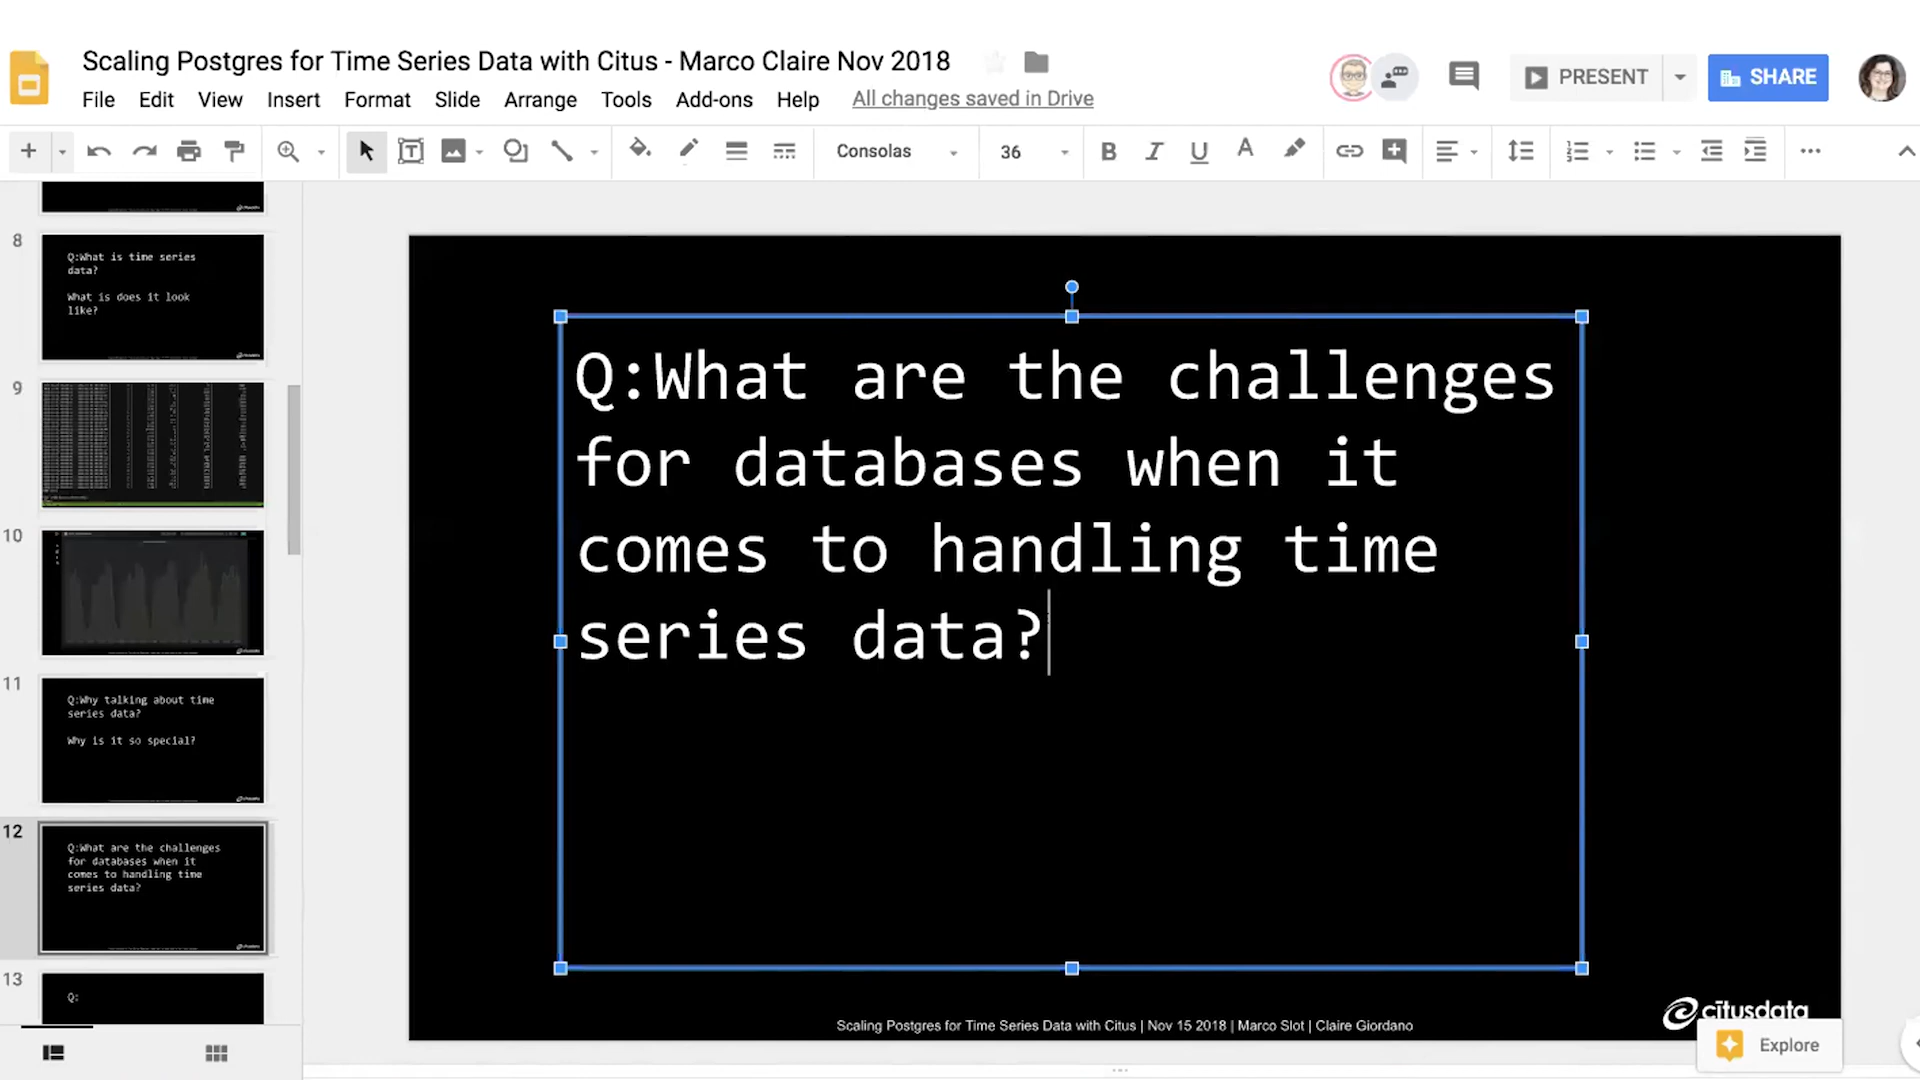 Scaling Postgres for Time Series Data with Citus - Marco Claire Nov 2018
File Edit View Insert Format Slide Arrange Tools Add-ons Help All changes saved in Drive
PRESENT
SHARE
Consolas
36
8
Q:What is time series
data?
What is does it look
like?
9
10
11
Q:Why talking about time
series data?
Why is it so special?
12
Q:What are the challenges
for databases when it
comes to handling time
series data?
13
Q:
Q:What are the challenges
for databases when it
comes to handling time
series data?
Scaling Postgres for Time Series Data with Citus | Nov 15 2018 | Marco Slot | Claire Giordano
citusdata
Explore